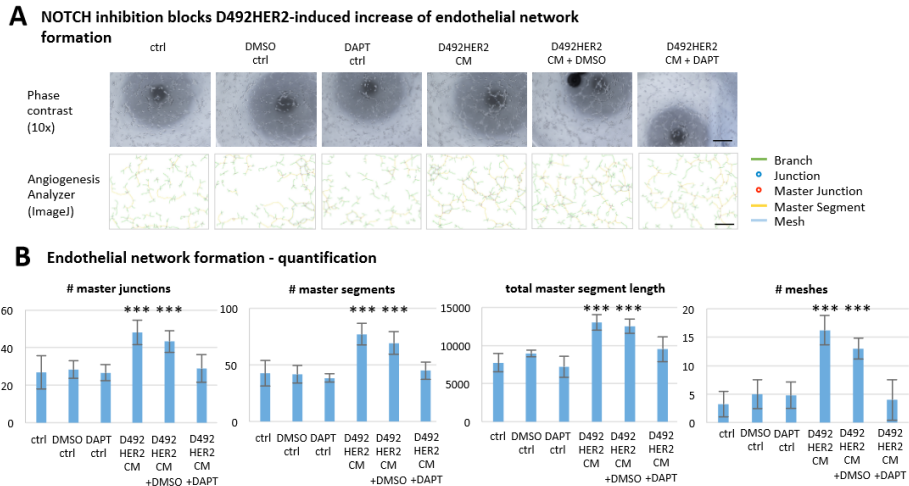 A NOTCH inhibition blocks D492HER2-induced increase of endothelial network
formation
ctrl
DMSO
ctrl
DAPT
ctrl
D492HER2
CM
D492HER2
CM + DMSO
D492HER2
CM + DAPT
Phase
contrast
(10x)
Angiogenesis
Analyzer
(ImageJ)
Branch
Junction
Master Junction
Master Segment
Mesh
B Endothelial network formation - quantification
# master junctions
*** ***
60
40
20
0
ctrl
DMSO
ctrl
DAPT
ctrl
D492
HER2
CM
D492
HER2
CM
+DMSO
D492
HER2
CM
+DAPT
# master segments
*** ***
100
50
0
ctrl
DMSO
ctrl
DAPT
ctrl
D492
HER2
CM
D492
HER2
CM
+DMSO
D492
HER2
CM
+DAPT
total master segment length
*** ***
15000
10000
5000
0
ctrl
DMSO
ctrl
DAPT
ctrl
D492
HER2
CM
D492
HER2
CM
+DMSO
D492
HER2
CM
+DAPT
# meshes
*** ***
20
15
10
5
0
ctrl
DMSO
ctrl
DAPT
ctrl
D492
HER2
CM
D492
HER2
CM
+DMSO
D492
HER2
CM
+DAPT